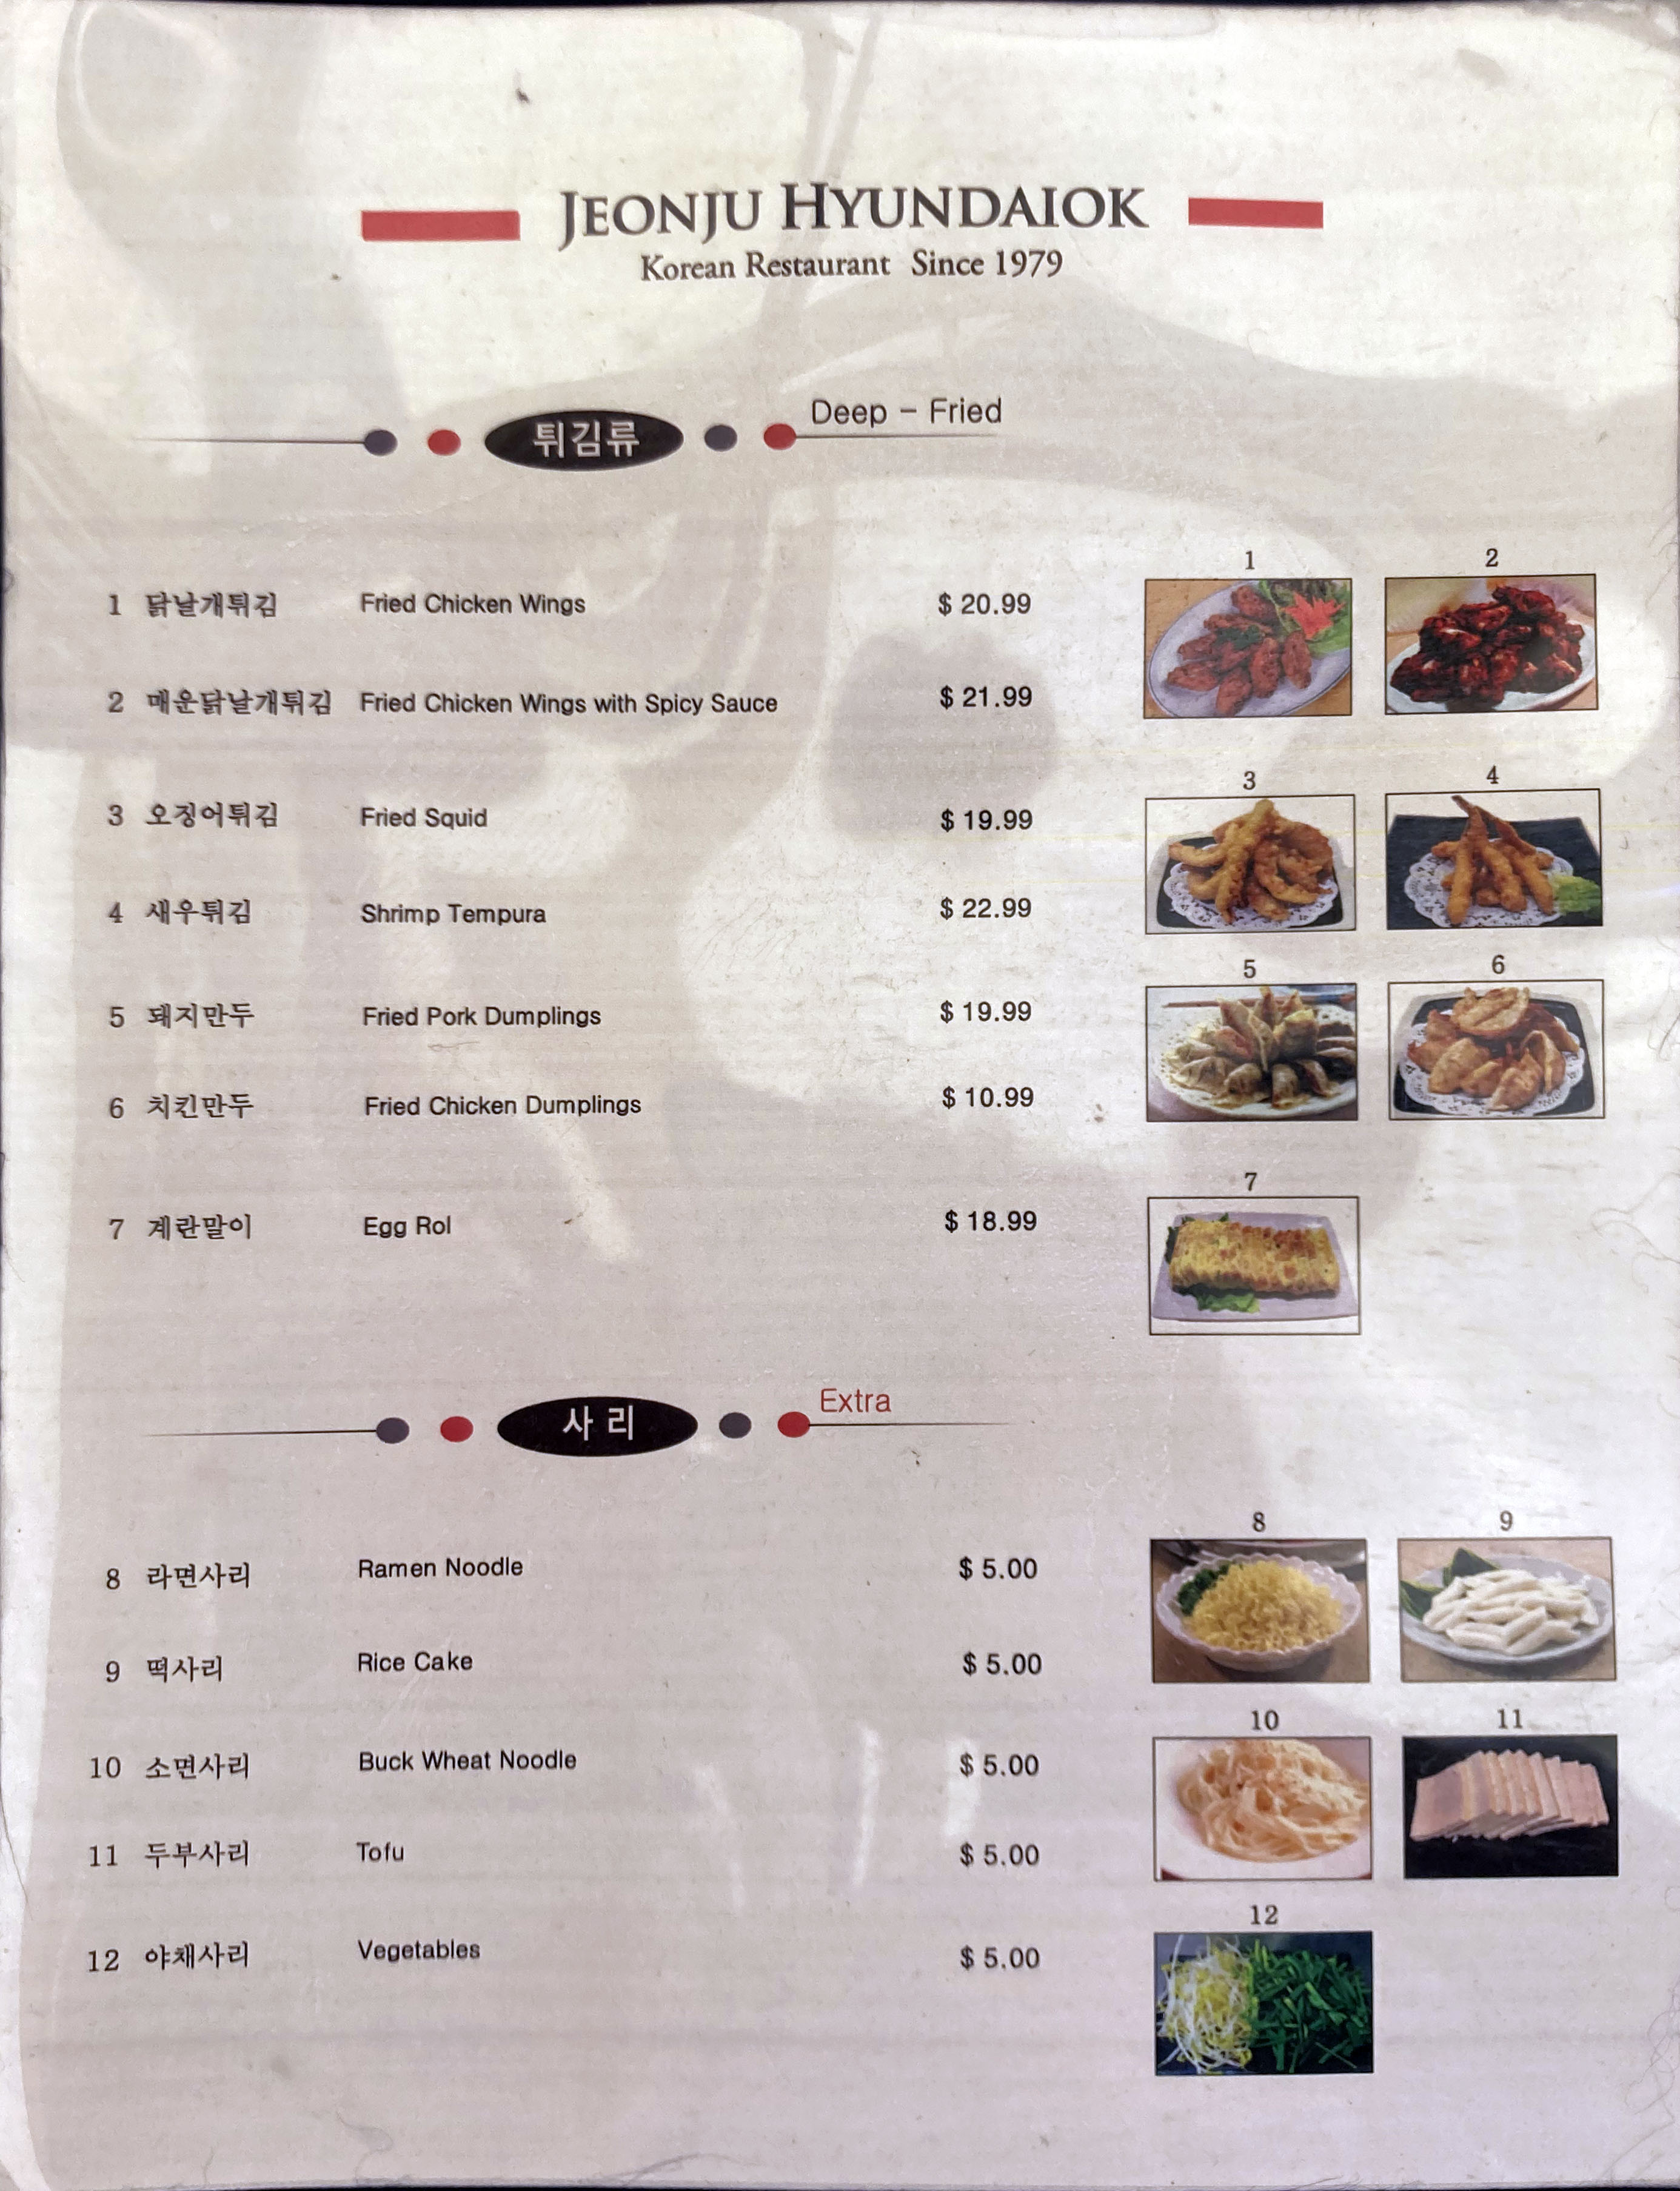 JEONJU HYUNDAIOK
Korean Restaurant Since 1979
튀김류 Deep - Fried
1 닭날개튀김 Fried Chicken Wings $ 20.99
2 매운닭날개튀김 Fried Chicken Wings with Spicy Sauce $ 21.99
3 오징어튀김 Fried Squid $ 19.99
4 새우튀김 Shrimp Tempura $ 22.99
5 돼지만두 Fried Pork Dumplings $ 19.99
6 치킨만두 Fried Chicken Dumplings $ 10.99
7 계란말이 Egg Rol $ 18.99
1 2
3 4
5 6
7
사 리 Extra
8 라면사리 Ramen Noodle $ 5.00
9 떡사리 Rice Cake $ 5.00
10 소면사리 Buck Wheat Noodle $ 5.00
11 두부사리 Tofu $ 5.00
12 야채사리 Vegetables $ 5.00
8 9
10 11
12